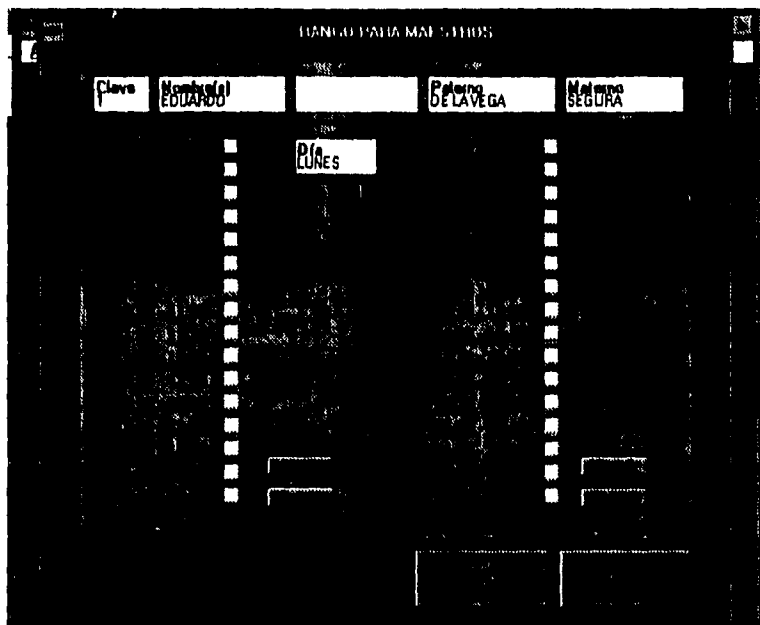 RANGO PARA MAESTROS
Clave Nombre(s) Paterno Materno
1 EDUARDO DE LA VEGA SEGURA
Día
LUNES